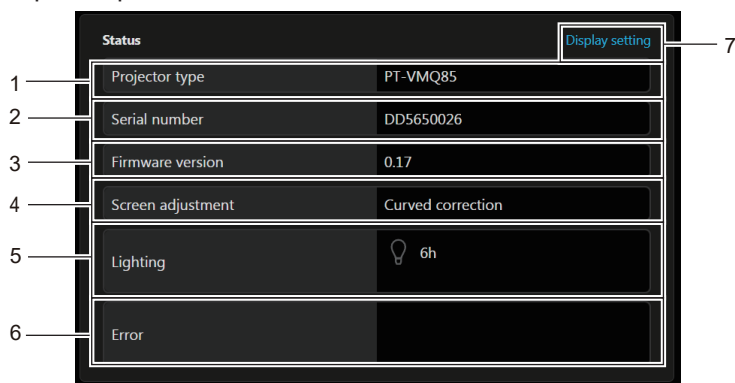 Status
Display setting
7
1
Projector type
PT-VMQ85
2
Serial number
DD5650026
3
Firmware version
0.17
4
Screen adjustment
Curved correction
5
Lighting
6h
6
Error